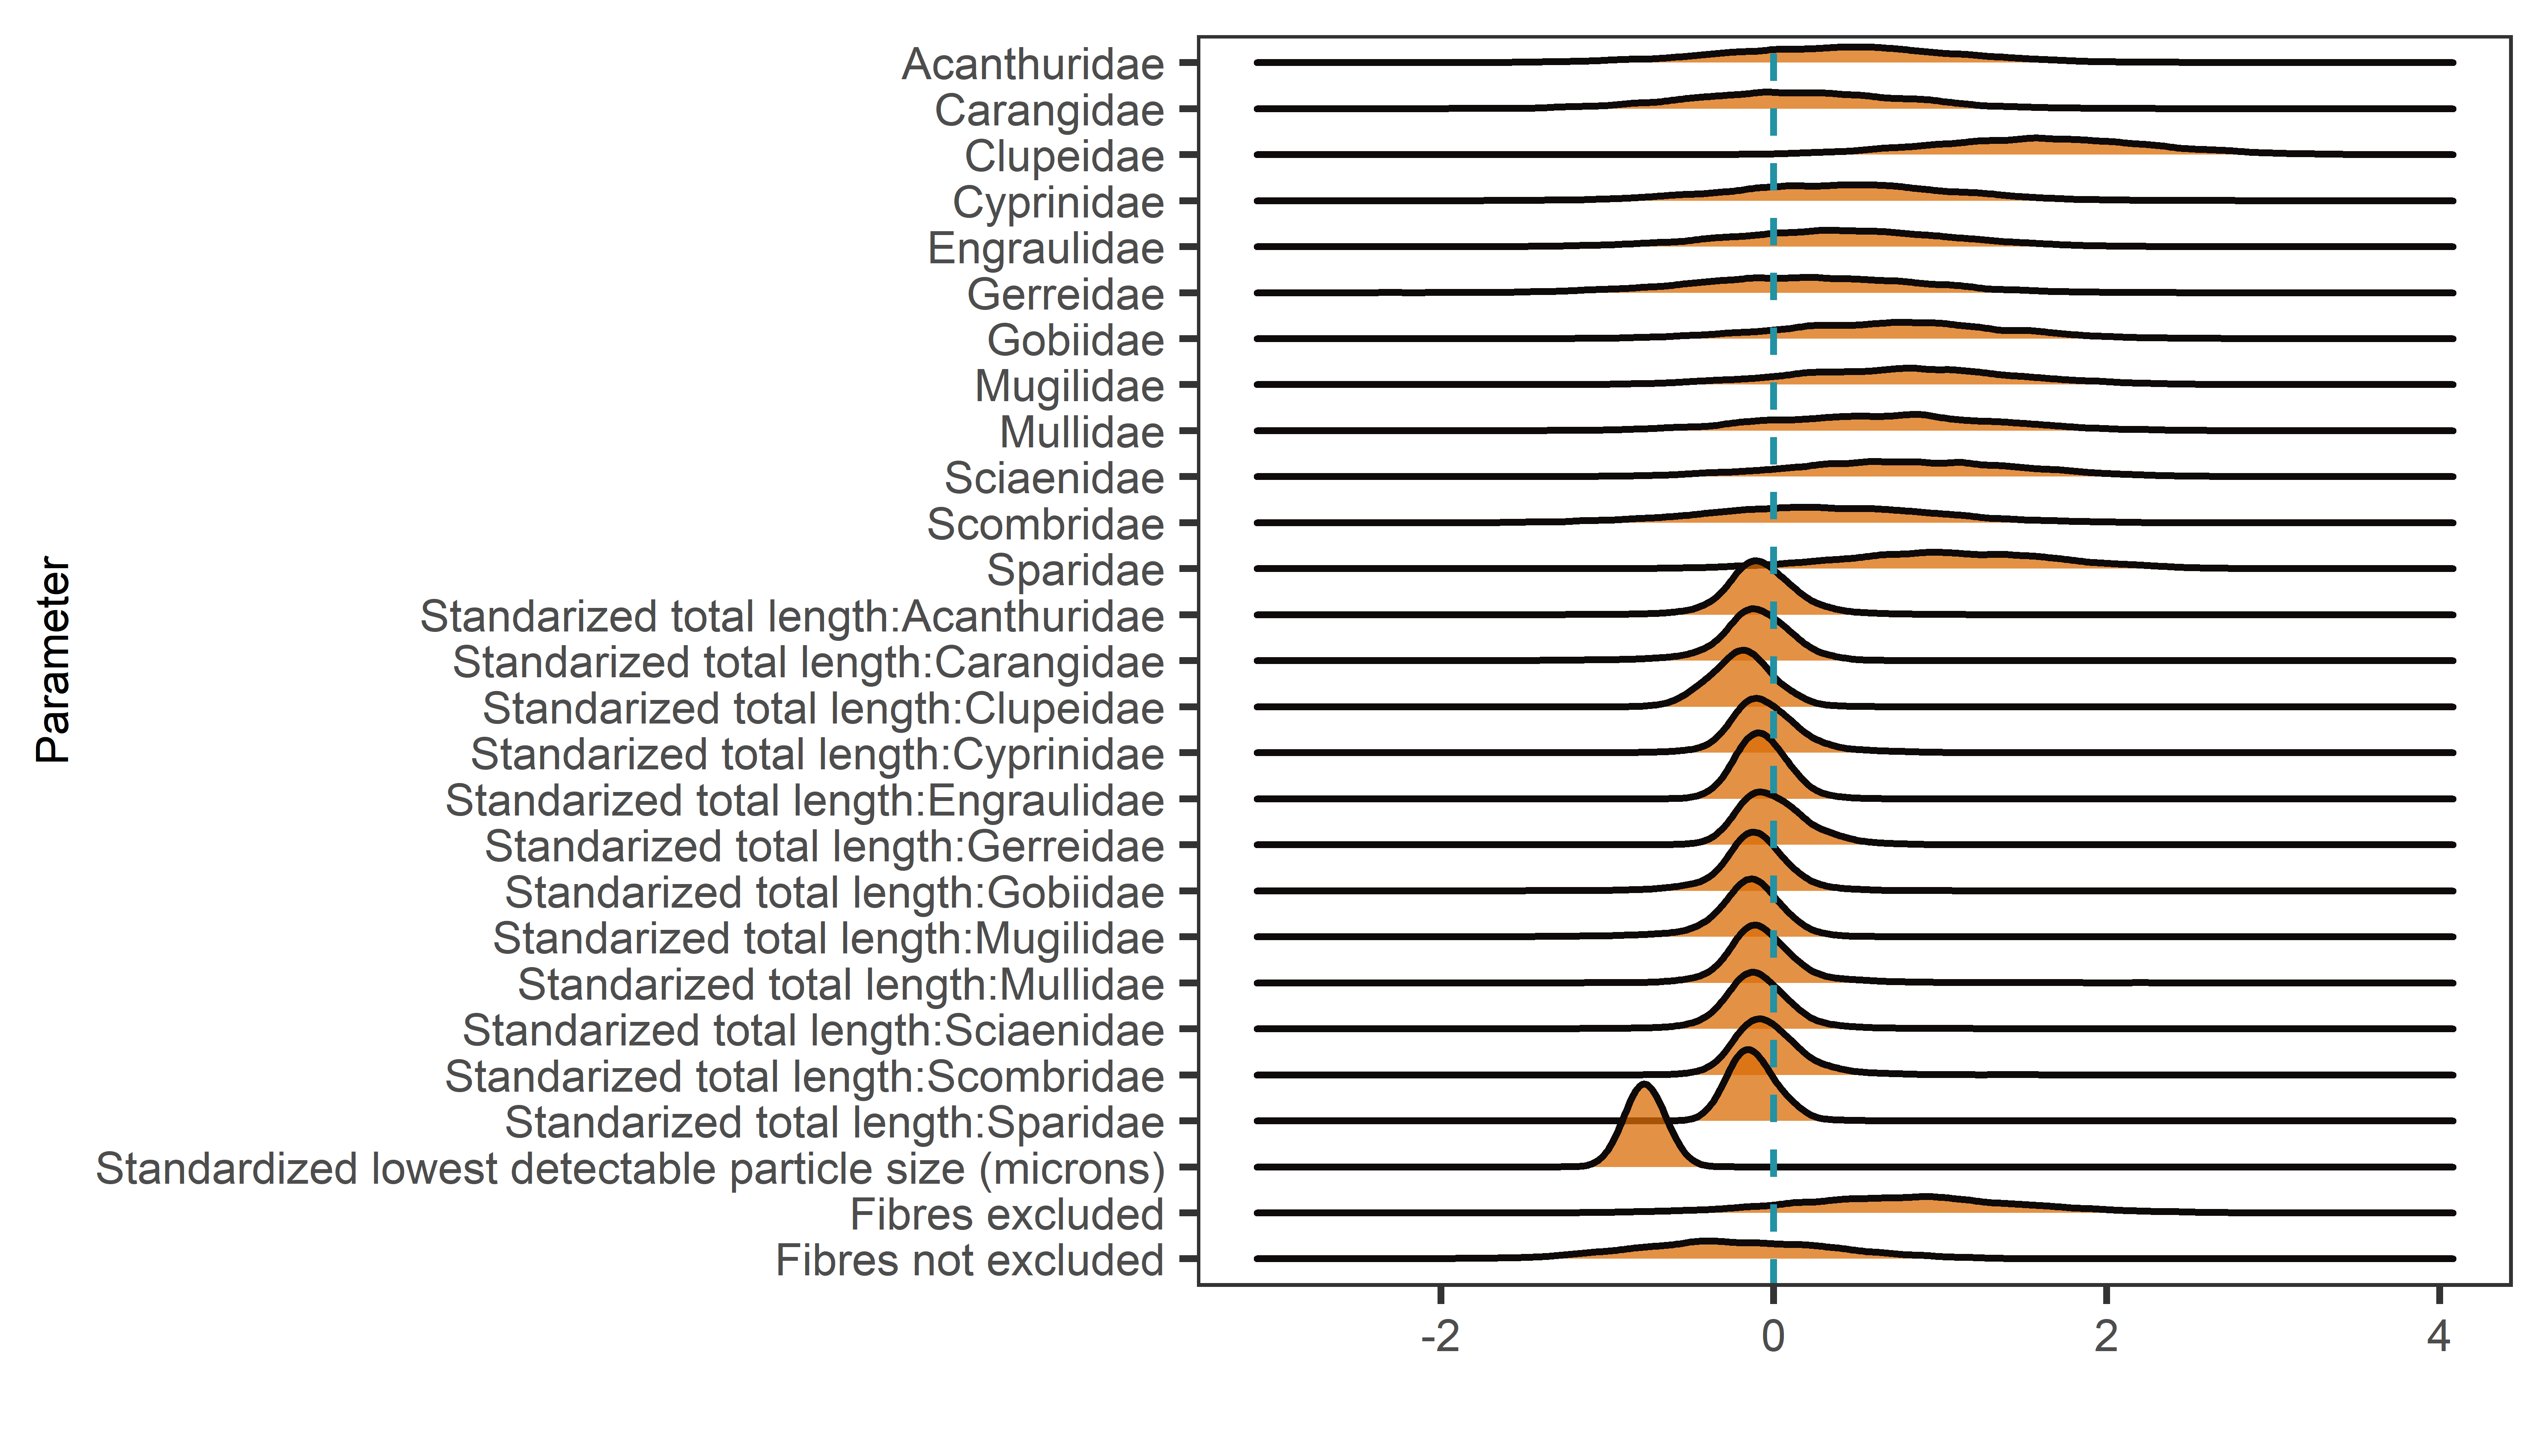 Acanthuridae
Carangidae
Clupeidae
Cyprinidae
Engraulidae
Gerreidae
Gobiidae
Mugilidae
Mullidae
Sciaenidae
Scombridae
Sparidae
Standarized total length:Acanthuridae
Standarized total length:Carangidae
Standarized total length:Clupeidae
Standarized total length:Cyprinidae
Standarized total length:Engraulidae
Standarized total length:Gerreidae
Standarized total length:Gobiidae
Standarized total length:Mugilidae
Standarized total length:Mullidae
Standarized total length:Sciaenidae
Standarized total length:Scombridae
Standarized total length:Sparidae
Standardized lowest detectable particle size (microns)
Fibres excluded
Fibres not excluded
Parameter
-2 0 2 4